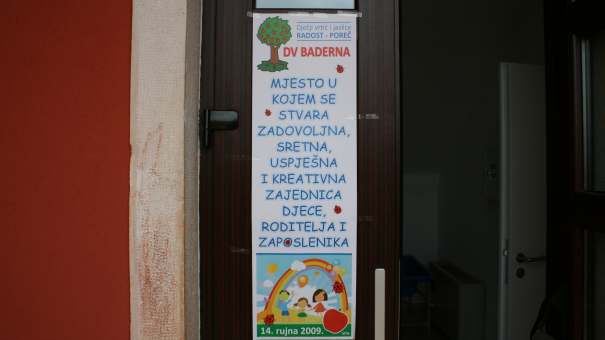 Dječji vrtić i jaslice
RADOST - POREČ
DV BADERNA
MJESTO U
KOJEM SE
STVARA
ZADOVOLJNA,
SRETNA,
USPJEŠNA
I KREATIVNA
ZAJEDNICA
DJECE,
RODITELJA I
ZAPOSLENIKA
14. rujna 2009.